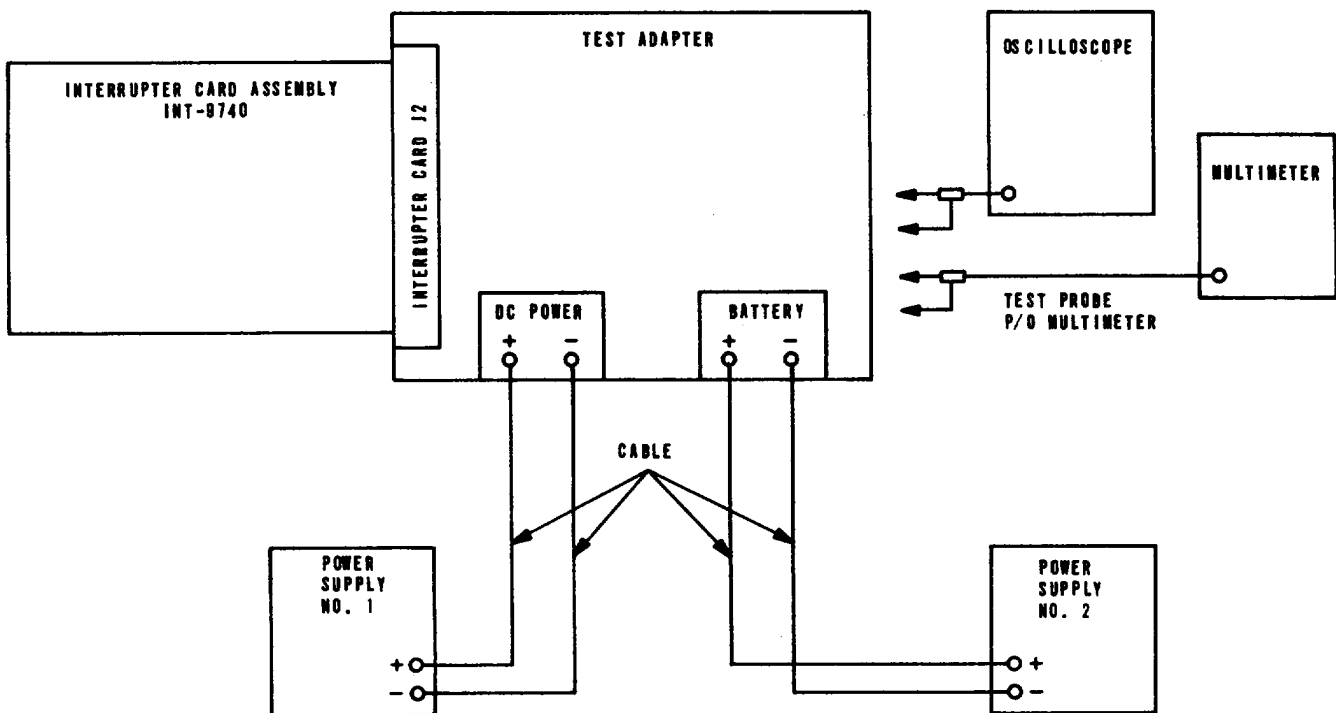 TEST ADAPTER
OSCILLOSCOPE
INTERRUPTER CARD ASSEMBLY
INT-9740
INTERRUPTER CARD J2
MULTIMETER
TEST PROBE
P/O MULTIMETER
DC POWER
+ -
BATTERY
+ -
CABLE
POWER
SUPPLY
NO. 1
+
-
POWER
SUPPLY
NO. 2
+
-